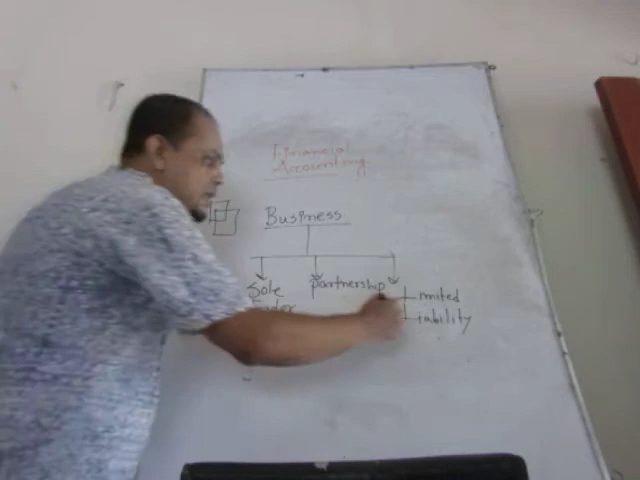 Financial
Accounting
Business
Sole partnership
Limited
Liability